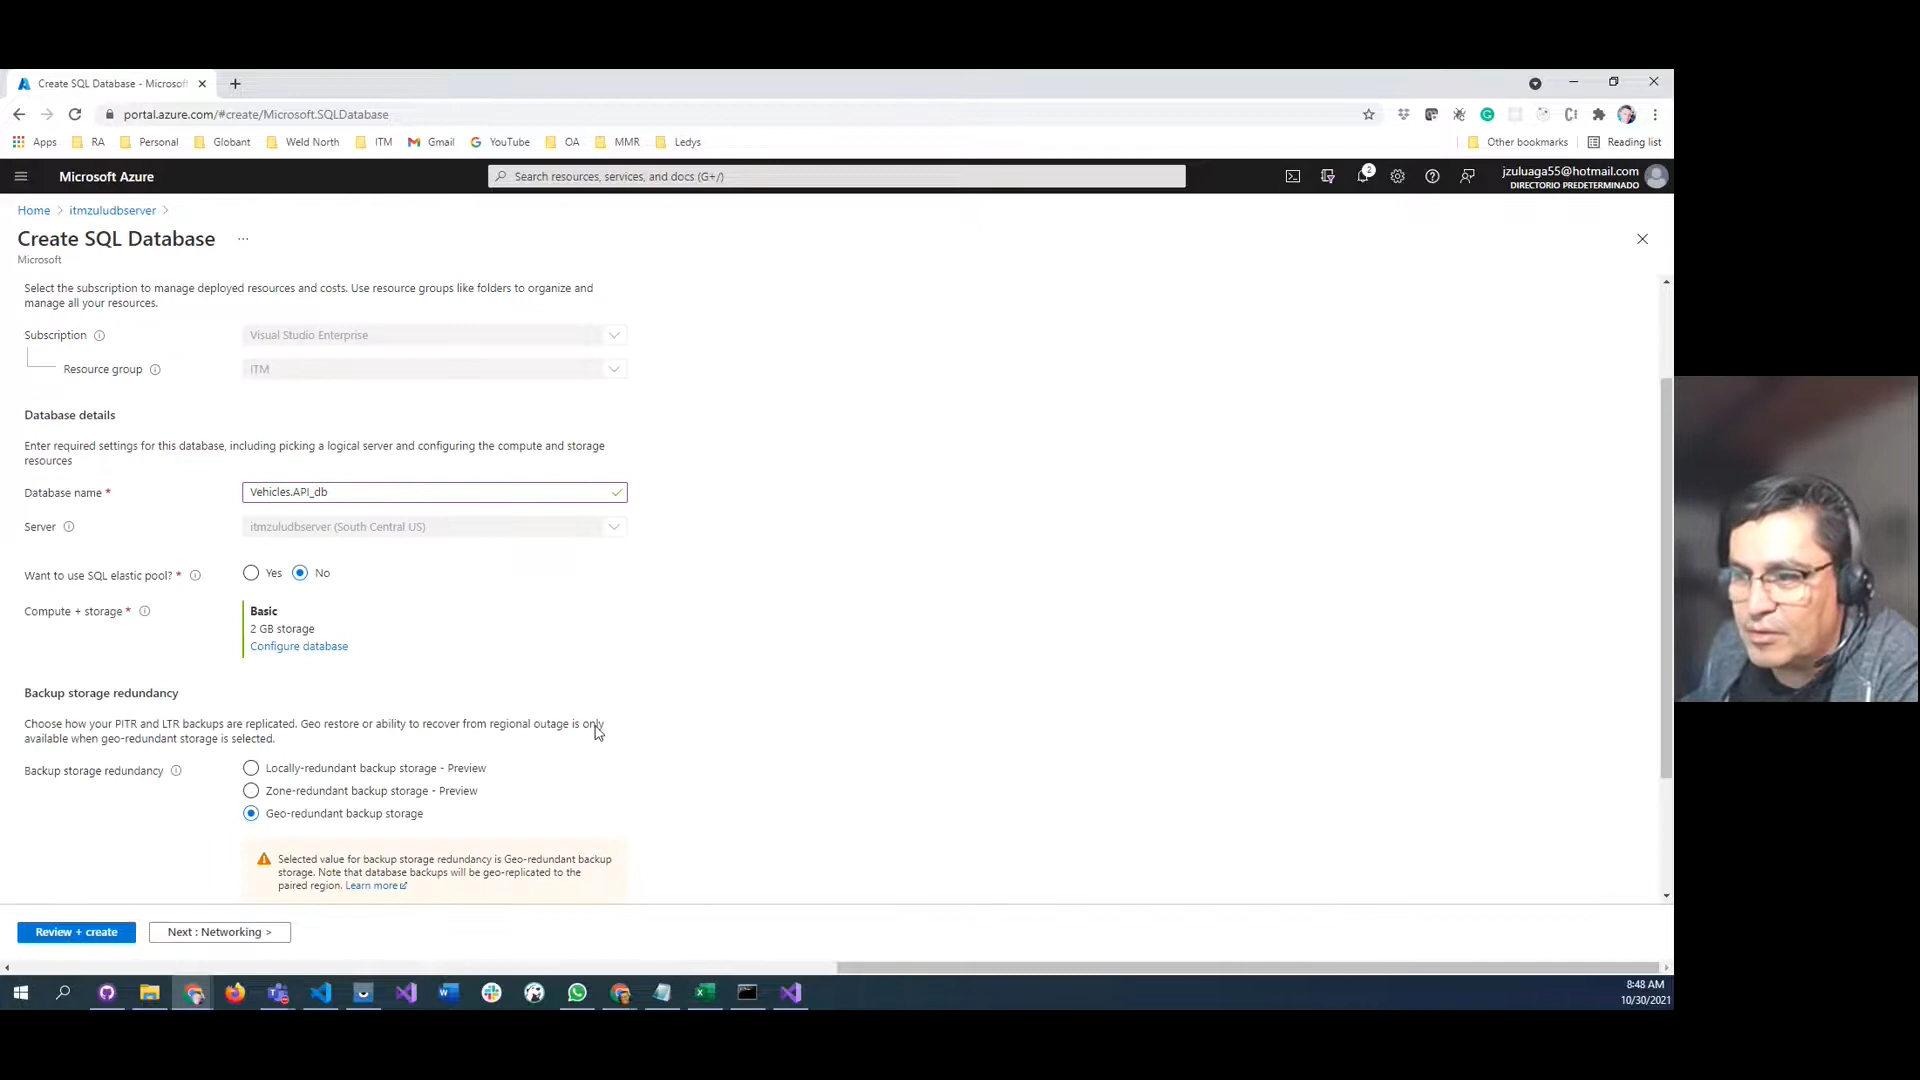 Create SQL Database - Microsoft
portal.azure.com/#create/Microsoft.SQLDatabase
Apps RA Personal Globant Weld North ITM Gmail YouTube OA MMR Ledys Other bookmarks Reading list
Microsoft Azure Search resources, services, and docs (G+/) 2 jzuluaga55@hotmail.com
DIRECTORIO PREDETERMINADO
Home > itmzuludbserver >
Create SQL Database ...
Microsoft
Select the subscription to manage deployed resources and costs. Use resource groups like folders to organize and
manage all your resources.
Subscription Visual Studio Enterprise
Resource group ITM
Database details
Enter required settings for this database, including picking a logical server and configuring the compute and storage
resources
Database name * Vehicles.API_db
Server itmzuludbserver (South Central US)
Want to use SQL elastic pool? * Yes No
Compute + storage * Basic
2 GB storage
Configure database
Backup storage redundancy
Choose how your PITR and LTR backups are replicated. Geo restore or ability to recover from regional outage is only
available when geo-redundant storage is selected.
Backup storage redundancy Locally-redundant backup storage - Preview
Zone-redundant backup storage - Preview
Geo-redundant backup storage
Selected value for backup storage redundancy is Geo-redundant backup
storage. Note that database backups will be geo-replicated to the
paired region. Learn more
Review + create Next : Networking >
8:48 AM
10/30/2021